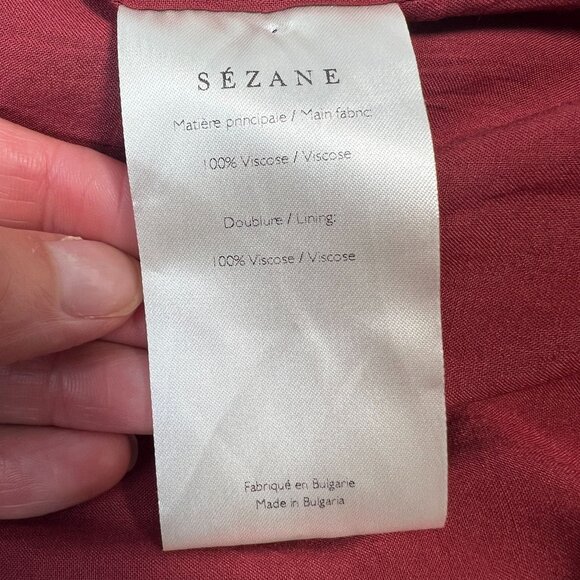 SÉZANE
Matière principale / Main fabric:
100% Viscose / Viscose
Doublure / Lining:
100% Viscose / Viscose
Fabriqué en Bulgarie
Made in Bulgaria